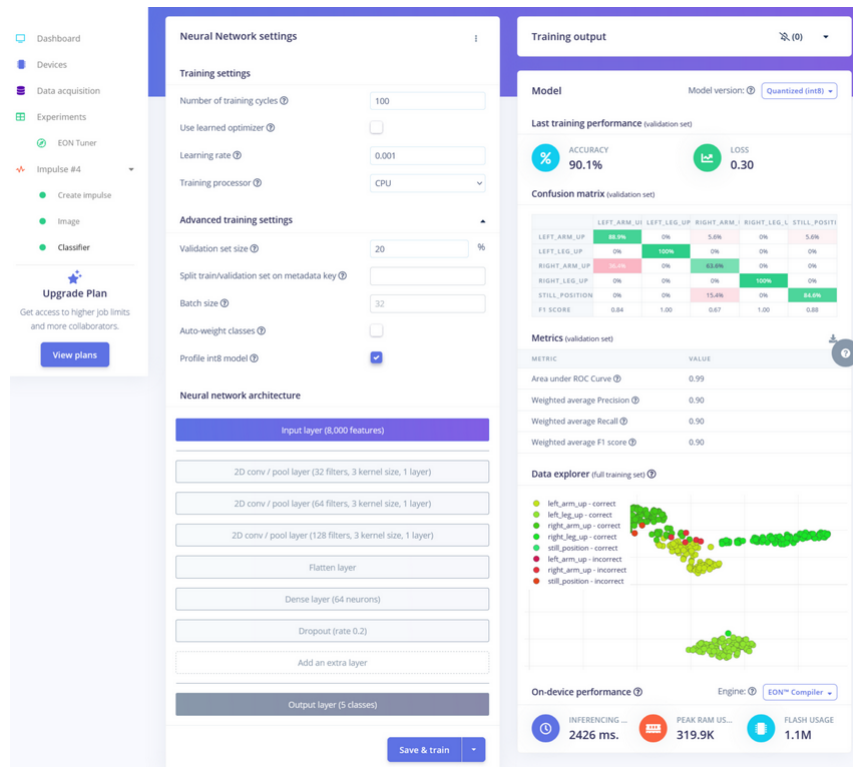 Dashboard
Devices
Data acquisition
Experiments
EON Tuner
Impulse #4
Create impulse
Image
Classifier
Upgrade Plan
Get access to higher job limits
and more collaborators.
View plans
Neural Network settings
Training settings
Number of training cycles 100
Use learned optimizer
Learning rate 0.001
Training processor CPU
Advanced training settings
Validation set size 20 %
Split train/validation set on metadata key
Batch size 32
Auto-weight classes
Profile int8 model
Neural network architecture
Input layer (8,000 features)
2D conv / pool layer (32 filters, 3 kernel size, 1 layer)
2D conv / pool layer (64 filters, 3 kernel size, 1 layer)
2D conv / pool layer (128 filters, 3 kernel size, 1 layer)
Flatten layer
Dense layer (64 neurons)
Dropout (rate 0.2)
Add an extra layer
Output layer (5 classes)
Save & train
Training output (0)
Model Model version: Quantized (int8)
Last training performance (validation set)
% ACCURACY
90.1%
LOSS
0.30
Confusion matrix (validation set)
LEFT_ARM_U LEFT_LEG_UP RIGHT_ARM_ RIGHT_LEG_U STILL_POSITI
LEFT_ARM_UP 88.9% 0% 5.6% 0% 5.6%
LEFT_LEG_UP 0% 100% 0% 0% 0%
RIGHT_ARM_UP 0% 63.6% 0% 0%
RIGHT_LEG_UP 0% 0% 0% 100% 0%
STILL_POSITION 0% 0% 15.4% 0% 84.6%
F1 SCORE 0.84 1.00 0.67 1.00 0.88
Metrics (validation set)
METRIC VALUE
Area under ROC Curve 0.99
Weighted average Precision 0.90
Weighted average Recall 0.90
Weighted average F1 score 0.90
Data explorer (full training set)
left_arm_up - correct
left_leg_up - correct
right_arm_up - correct
right_leg_up - correct
still_position - correct
left_arm_up - incorrect
right_arm_up - incorrect
still_position - incorrect
On-device performance Engine: EON™ Compiler
INFERENCING ...
2426 ms.
PEAK RAM US...
319.9K
FLASH USAGE
1.1M